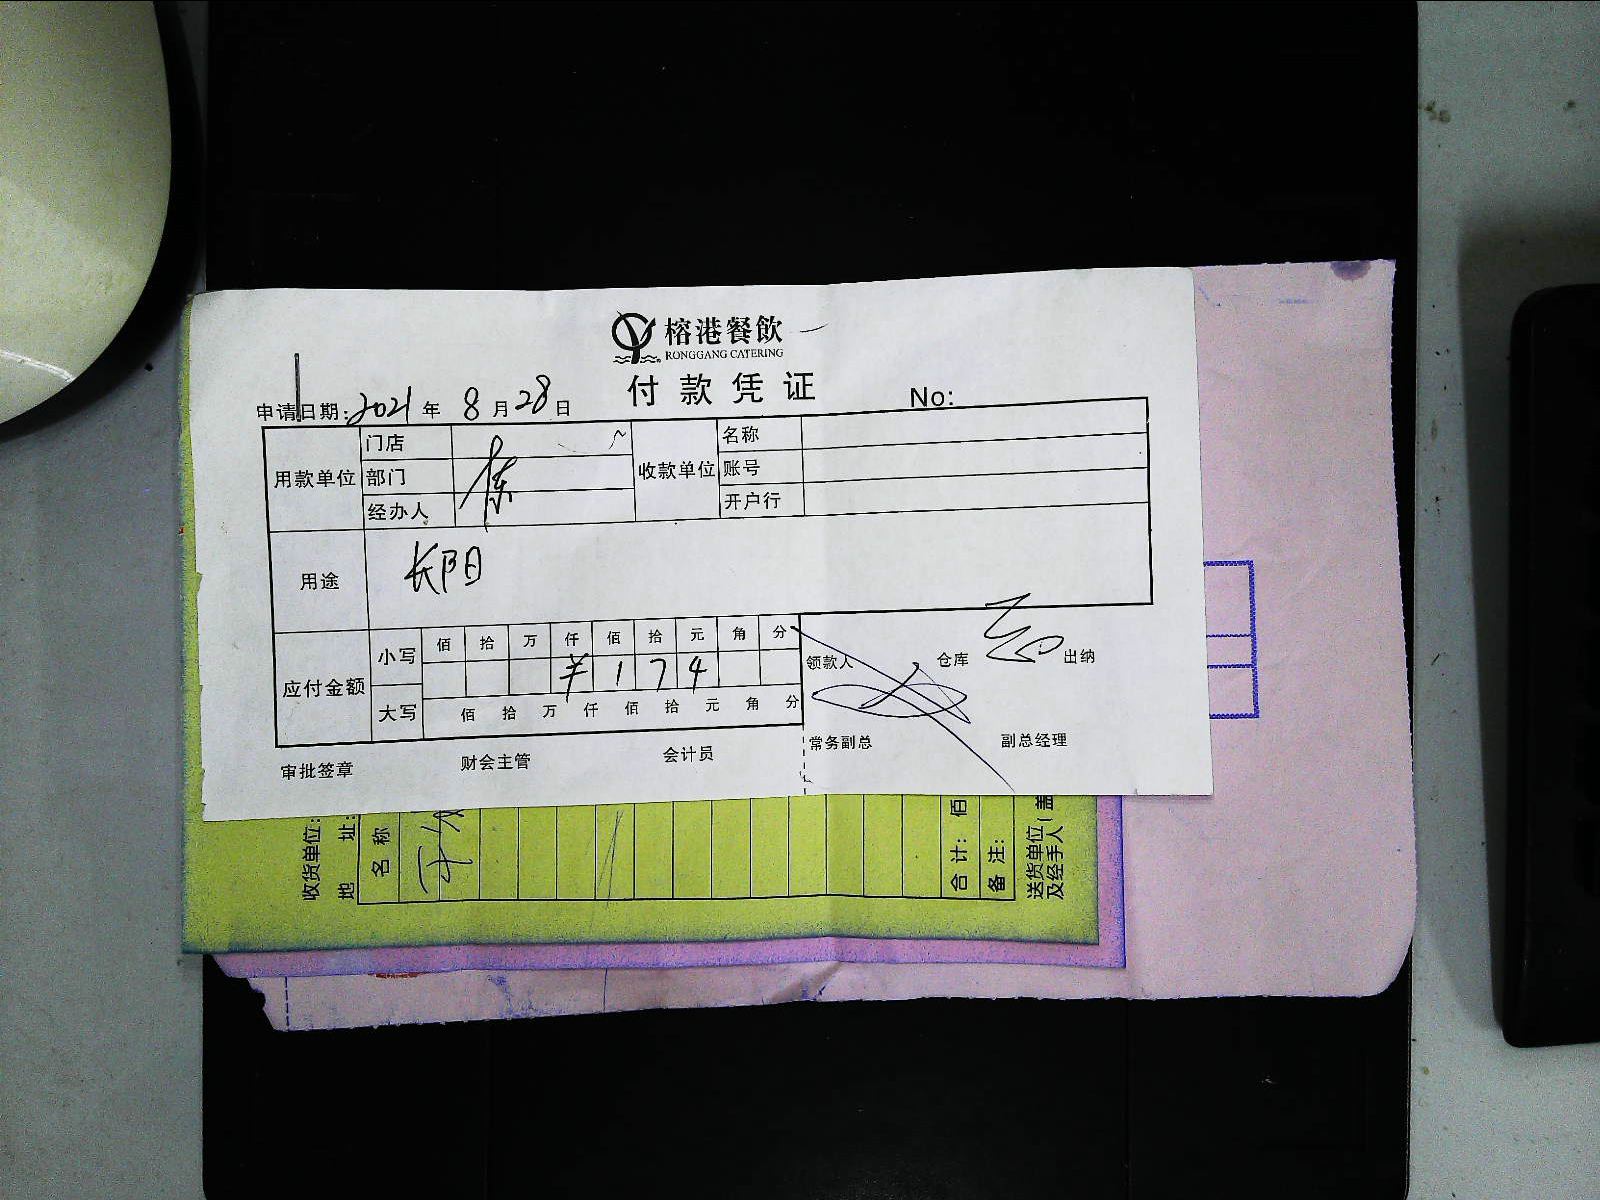 榕港餐飲
RONGGANG CATERING
付款凭证
No:
申请日期: 2021 年 8 月 28 日
用款单位 门店 收款单位 名称
部门 账号
经办人 开户行
用途 长阳
应付金额 小写 佰 拾 万 仟 佰 拾 元 角 分
¥ 1 7 4
大写 佰 拾 万 仟 佰 拾 元 角 分
领款人 仓库 出纳
常务副总 副总经理
审批签章 财会主管 会计员
收货单位:
地 址:
名 称
合 计: 佰
备 注:
送货单位(盖
及经手人